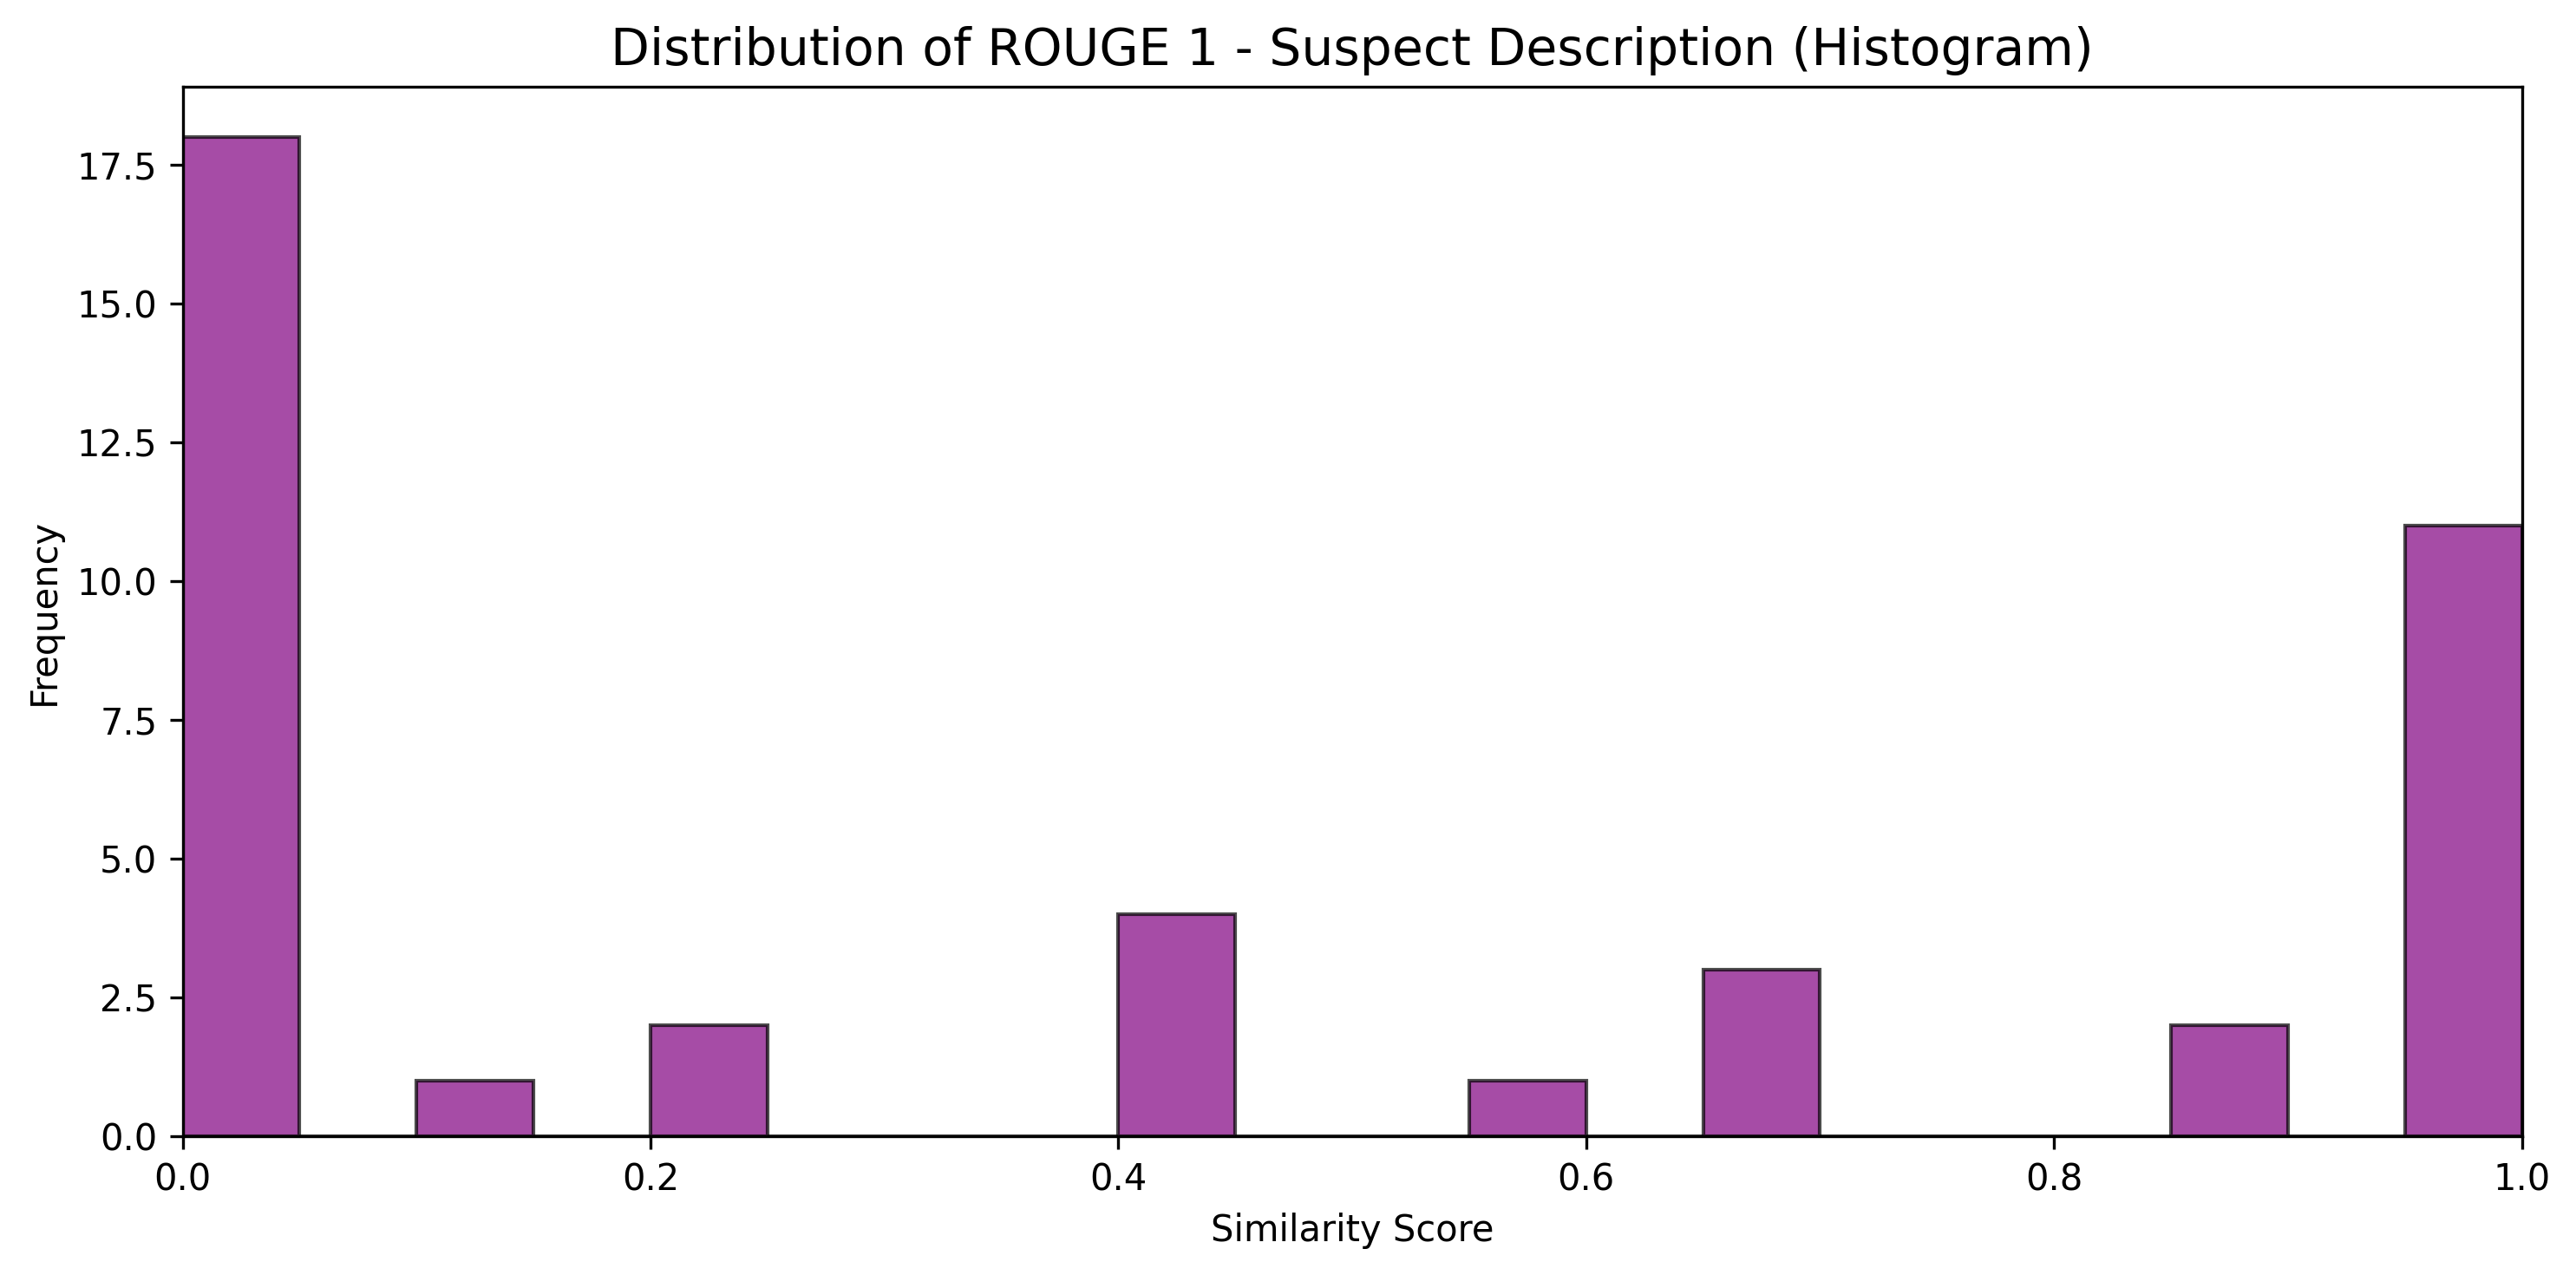 Distribution of ROUGE 1 - Suspect Description (Histogram)
17.5
15.0
12.5
10.0
7.5
5.0
2.5
0.0
Frequency
0.0 0.2 0.4 0.6 0.8 1.0
Similarity Score